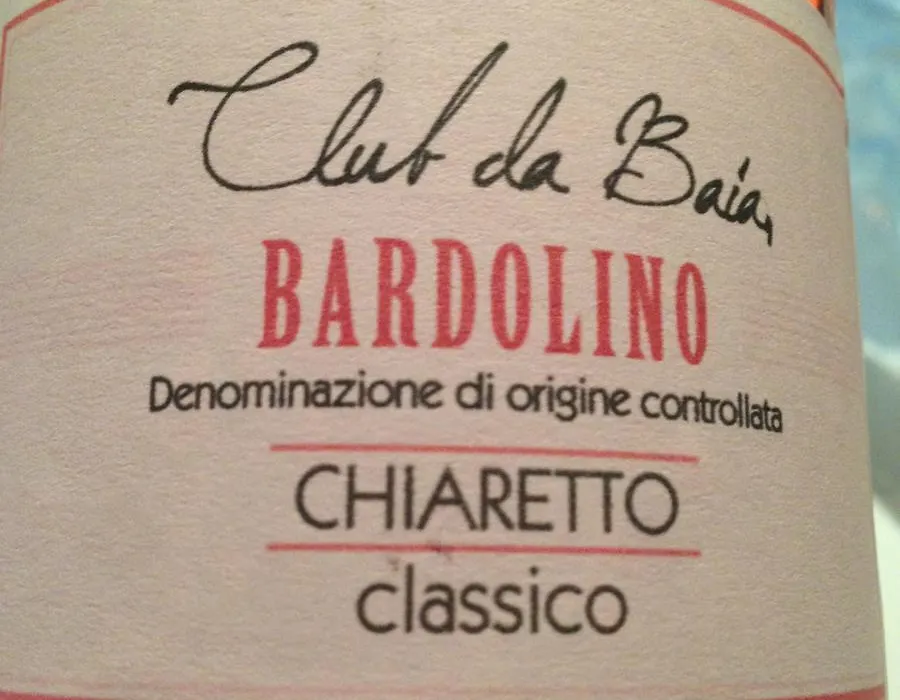 Club da Baia,
BARDOLINO
Denominazione di origine controllata
CHIARETTO
classico